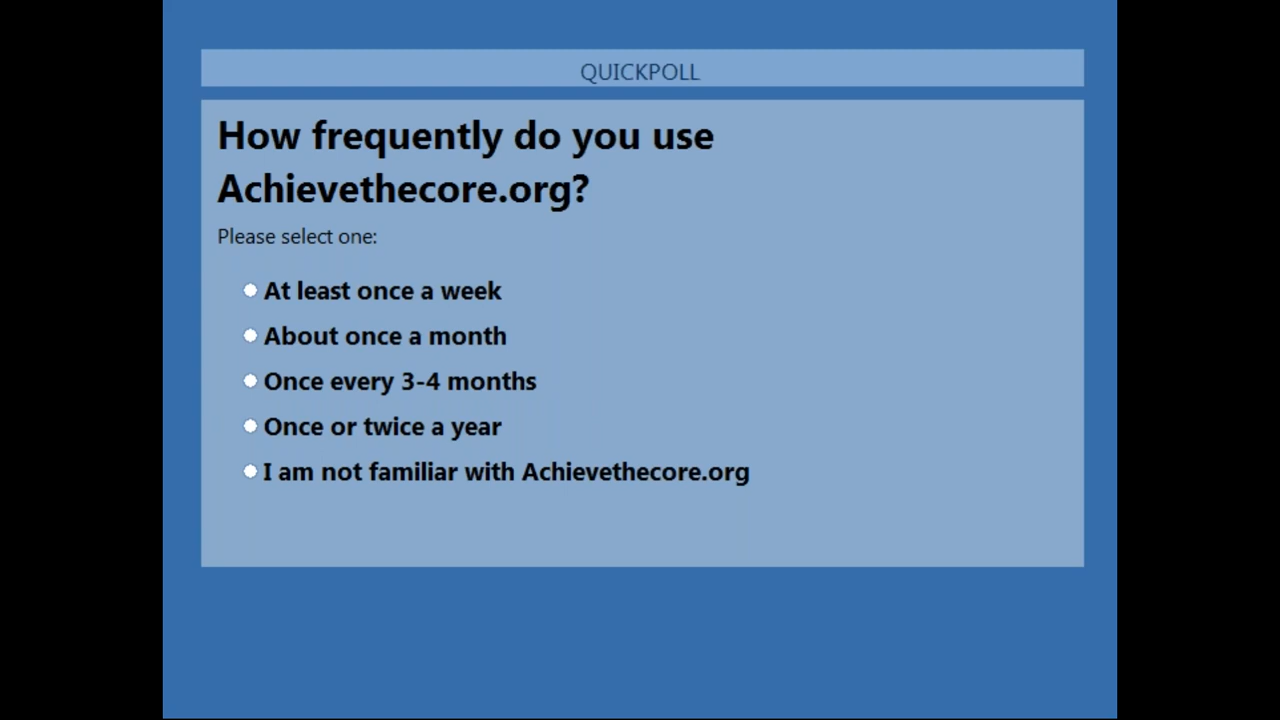 QUICKPOLL
How frequently do you use
Achievethecore.org?
Please select one:
At least once a week
About once a month
Once every 3-4 months
Once or twice a year
I am not familiar with Achievethecore.org